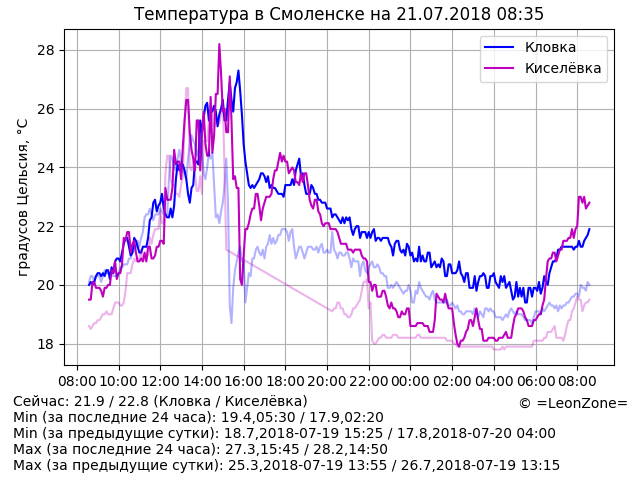 Температура в Смоленске на 21.07.2018 08:35
Кловка
Киселёвка
градусов Цельсия, °C
28
26
24
22
20
18
08:00 10:00 12:00 14:00 16:00 18:00 20:00 22:00 00:00 02:00 04:00 06:00 08:00
Сейчас: 21.9 / 22.8 (Кловка / Киселёвка)
© =LeonZone=
Min (за последние 24 часа): 19.4,05:30 / 17.9,02:20
Min (за предыдущие сутки): 18.7,2018-07-19 15:25 / 17.8,2018-07-20 04:00
Max (за последние 24 часа): 27.3,15:45 / 28.2,14:50
Max (за предыдущие сутки): 25.3,2018-07-19 13:55 / 26.7,2018-07-19 13:15